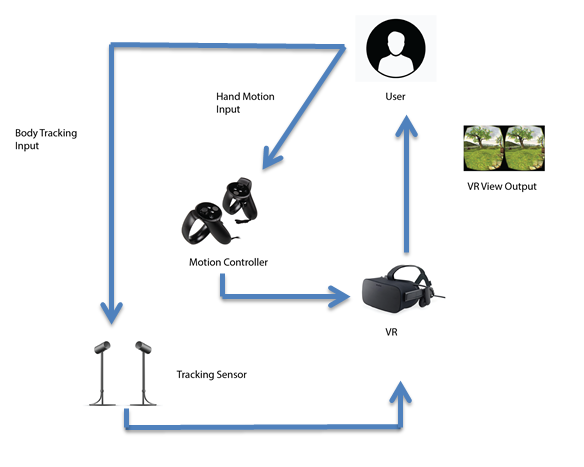 Hand Motion
Input
User
Body Tracking
Input
VR View Output
Motion Controller
VR
Tracking Sensor